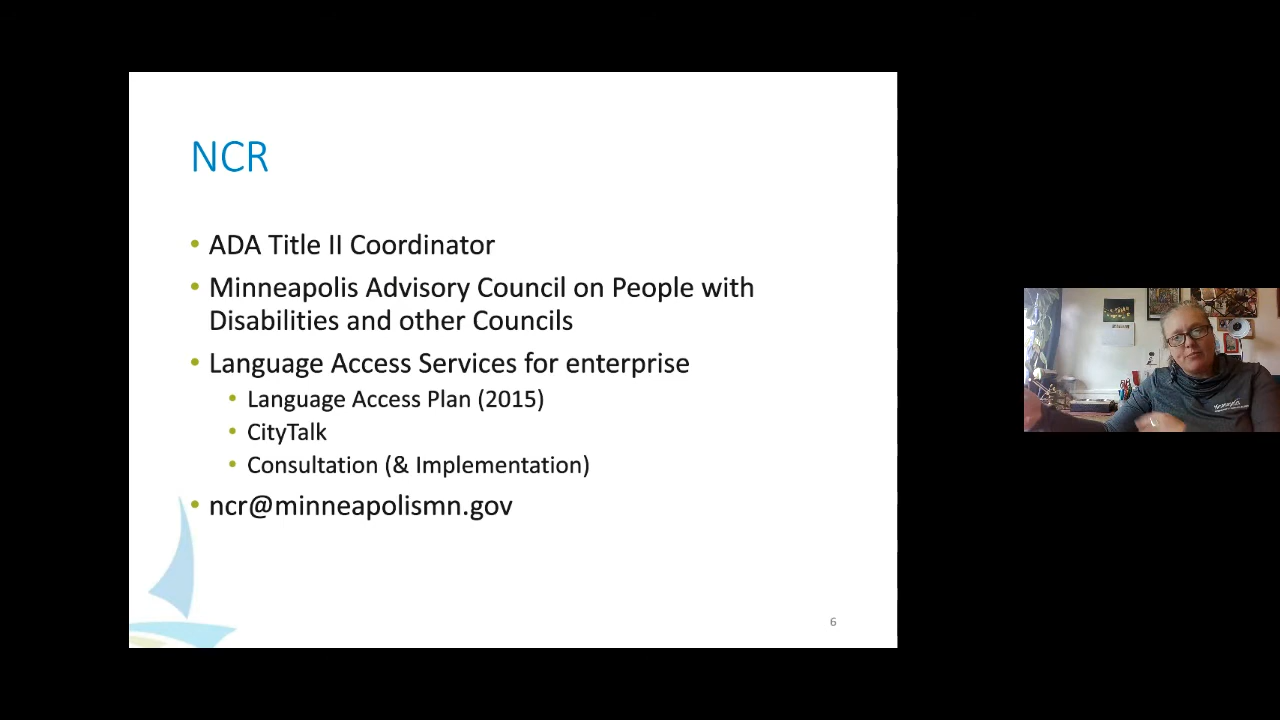 NCR
• ADA Title II Coordinator
• Minneapolis Advisory Council on People with
Disabilities and other Councils
• Language Access Services for enterprise
• Language Access Plan (2015)
• CityTalk
• Consultation (& Implementation)
• ncr@minneapolismn.gov
6